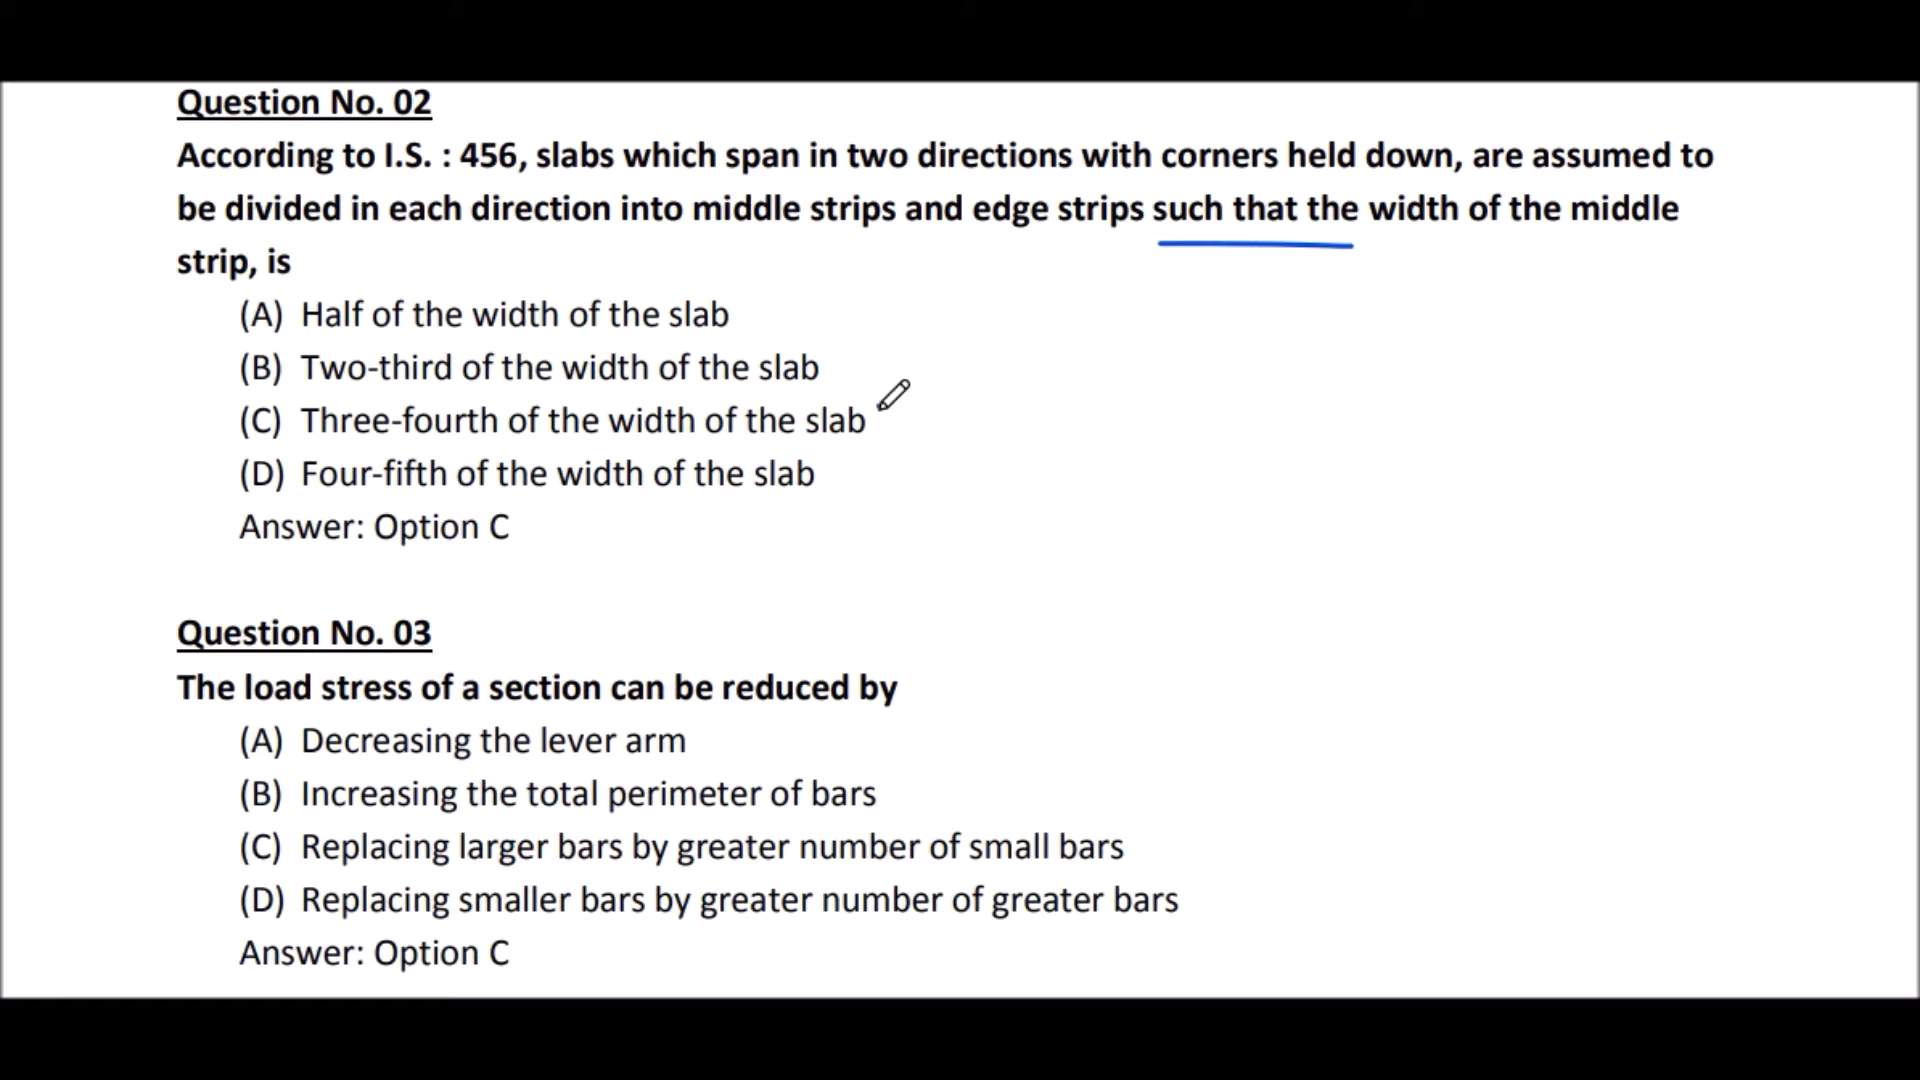 Question No. 02
According to I.S. : 456, slabs which span in two directions with corners held down, are assumed to
be divided in each direction into middle strips and edge strips such that the width of the middle
strip, is
(A) Half of the width of the slab
(B) Two-third of the width of the slab
(C) Three-fourth of the width of the slab
(D) Four-fifth of the width of the slab
Answer: Option C
Question No. 03
The load stress of a section can be reduced by
(A) Decreasing the lever arm
(B) Increasing the total perimeter of bars
(C) Replacing larger bars by greater number of small bars
(D) Replacing smaller bars by greater number of greater bars
Answer: Option C